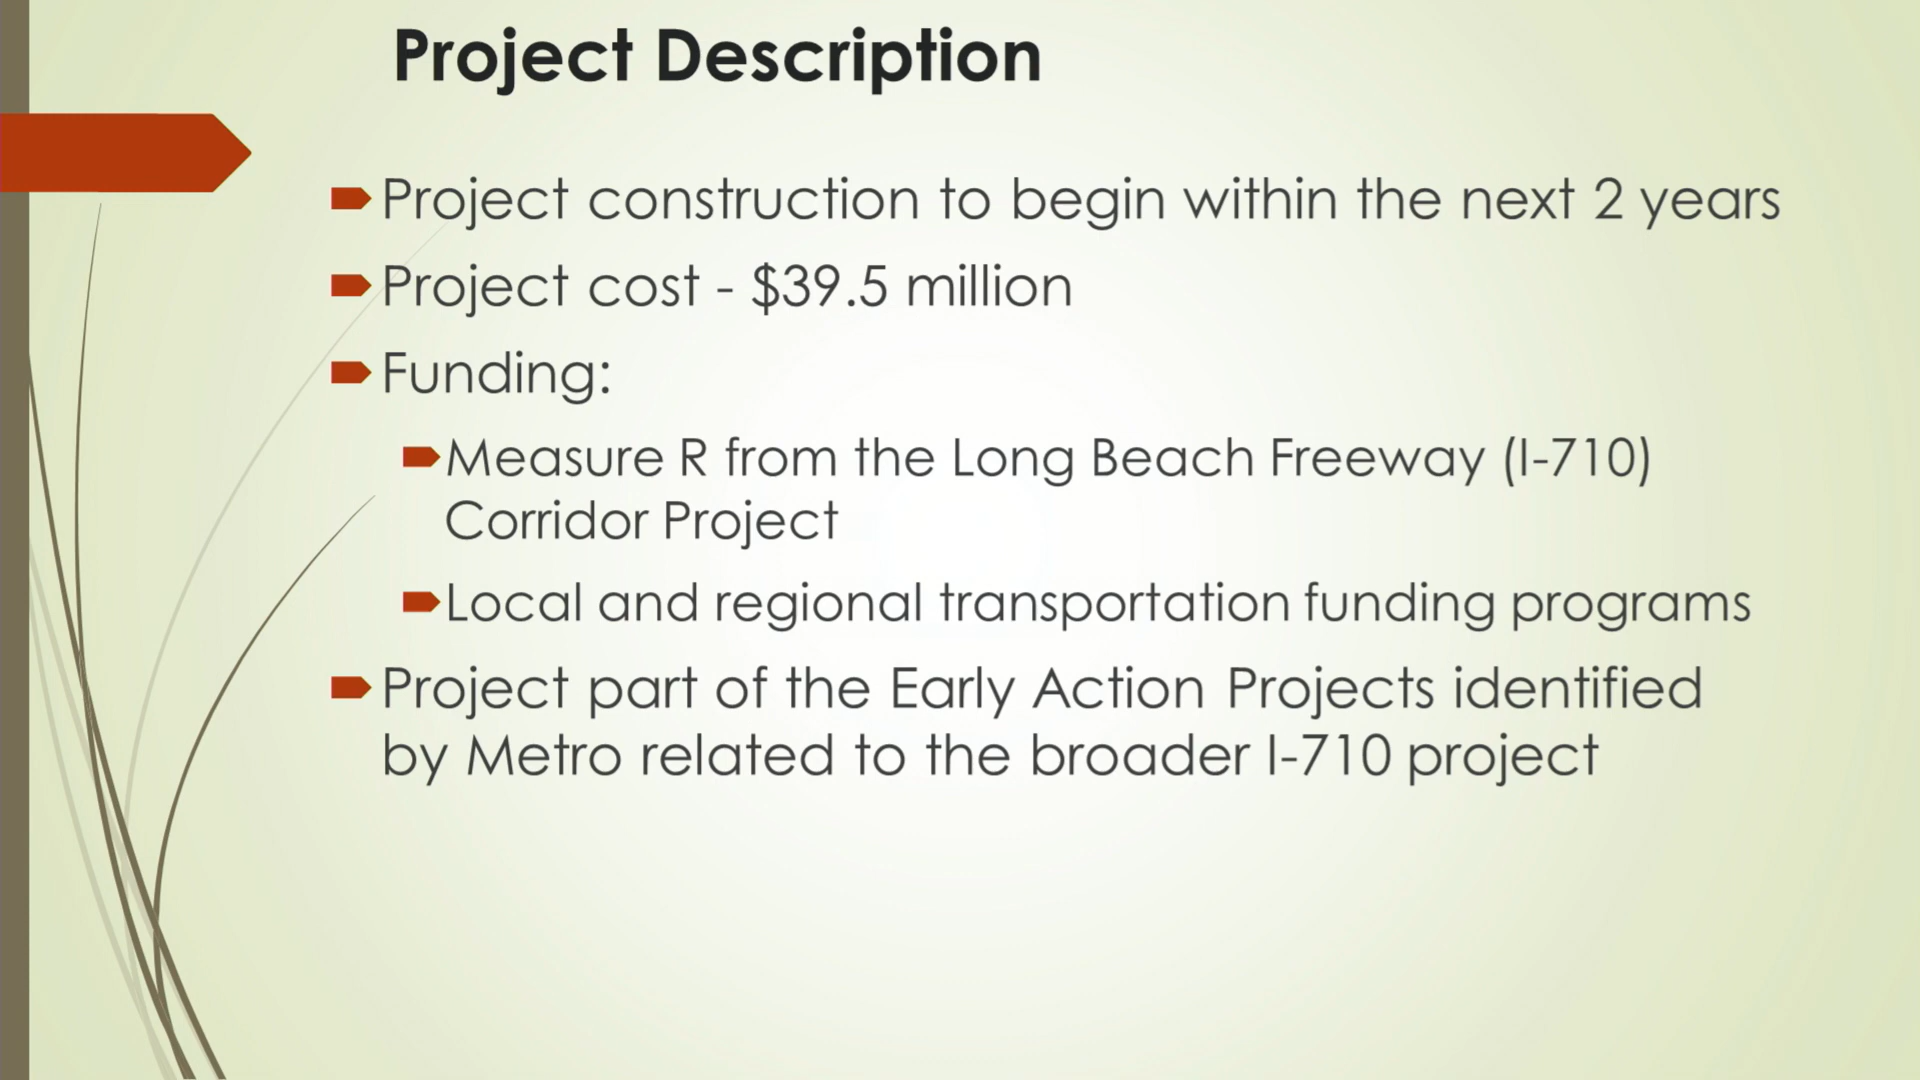 Project Description
Project construction to begin within the next 2 years
Project cost - $39.5 million
Funding:
Measure R from the Long Beach Freeway (I-710)
Corridor Project
Local and regional transportation funding programs
Project part of the Early Action Projects identified
by Metro related to the broader I-710 project